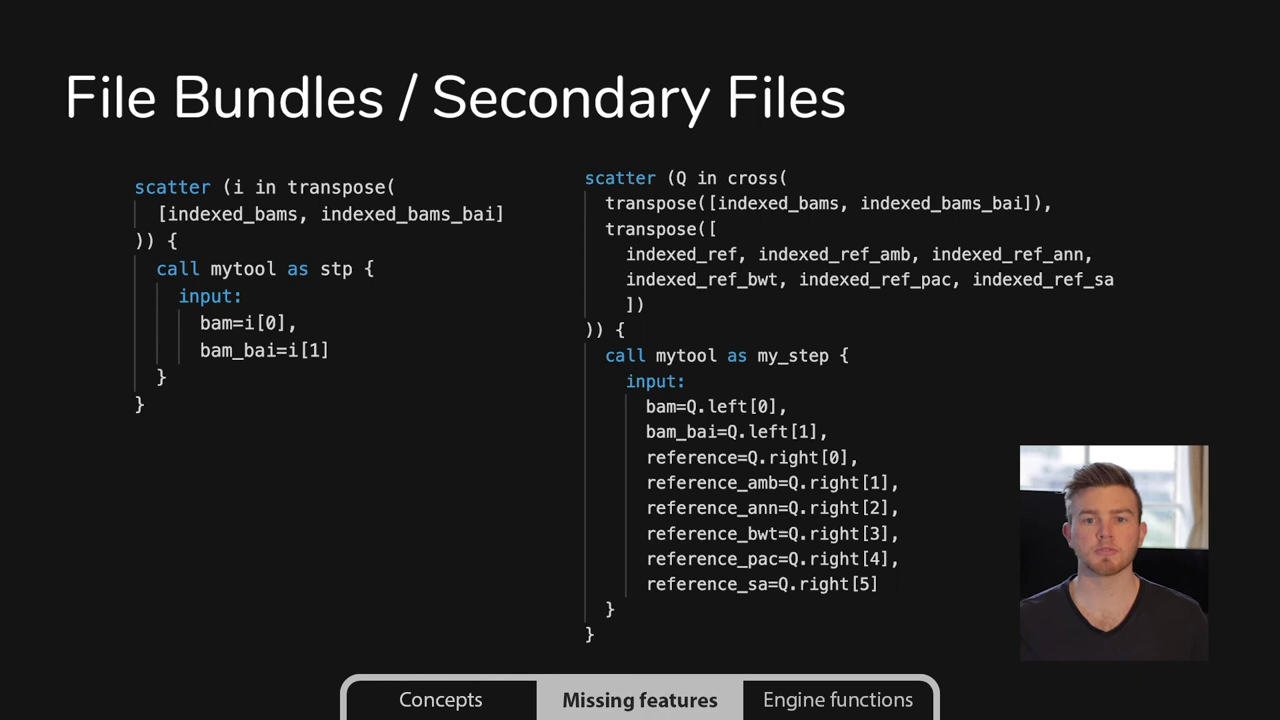 File Bundles / Secondary Files
scatter (i in transpose(
[indexed_bams, indexed_bams_bai]
)) {
call mytool as stp {
input:
bam=i[0],
bam_bai=i[1]
}
}
scatter (Q in cross(
transpose([indexed_bams, indexed_bams_bai]),
transpose([
indexed_ref, indexed_ref_amb, indexed_ref_ann,
indexed_ref_bwt, indexed_ref_pac, indexed_ref_sa
])
)) {
call mytool as my_step {
input:
bam=Q.left[0],
bam_bai=Q.left[1],
reference=Q.right[0],
reference_amb=Q.right[1],
reference_ann=Q.right[2],
reference_bwt=Q.right[3],
reference_pac=Q.right[4],
reference_sa=Q.right[5]
}
}
Concepts
Missing features
Engine functions